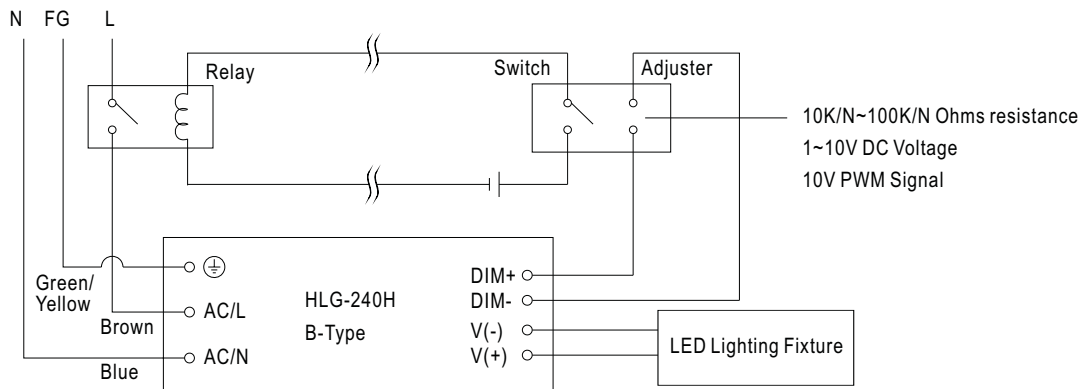 N FG L
Relay
Switch
Adjuster
10K/N~100K/N Ohms resistance
1~10V DC Voltage
10V PWM Signal
Green/
Yellow
Brown
Blue
AC/L
AC/N
HLG-240H
B-Type
DIM+
DIM-
V(-)
V(+)
LED Lighting Fixture